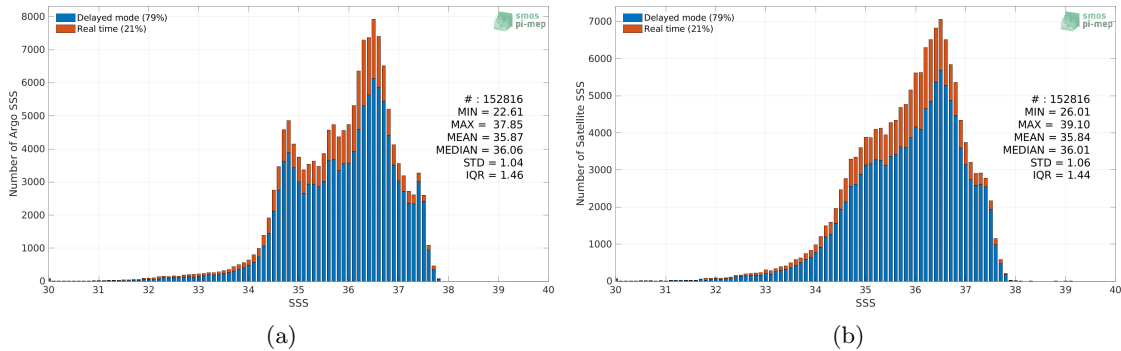 Delayed mode (79%)
Real time (21%)
smos
pi-mep
8000
7000
6000
5000
4000
3000
2000
1000
0
Number of Argo SSS
# : 152816
MIN = 22.61
MAX = 37.85
MEAN = 35.87
MEDIAN = 36.06
STD = 1.04
IQR = 1.46
30 31 32 33 34 35 36 37 38 39 40
SSS
(a)
Delayed mode (79%)
Real time (21%)
smos
pi-mep
7000
6000
5000
4000
3000
2000
1000
0
Number of Satellite SSS
# : 152816
MIN = 26.01
MAX = 39.10
MEAN = 35.84
MEDIAN = 36.01
STD = 1.06
IQR = 1.44
30 31 32 33 34 35 36 37 38 39 40
SSS
(b)